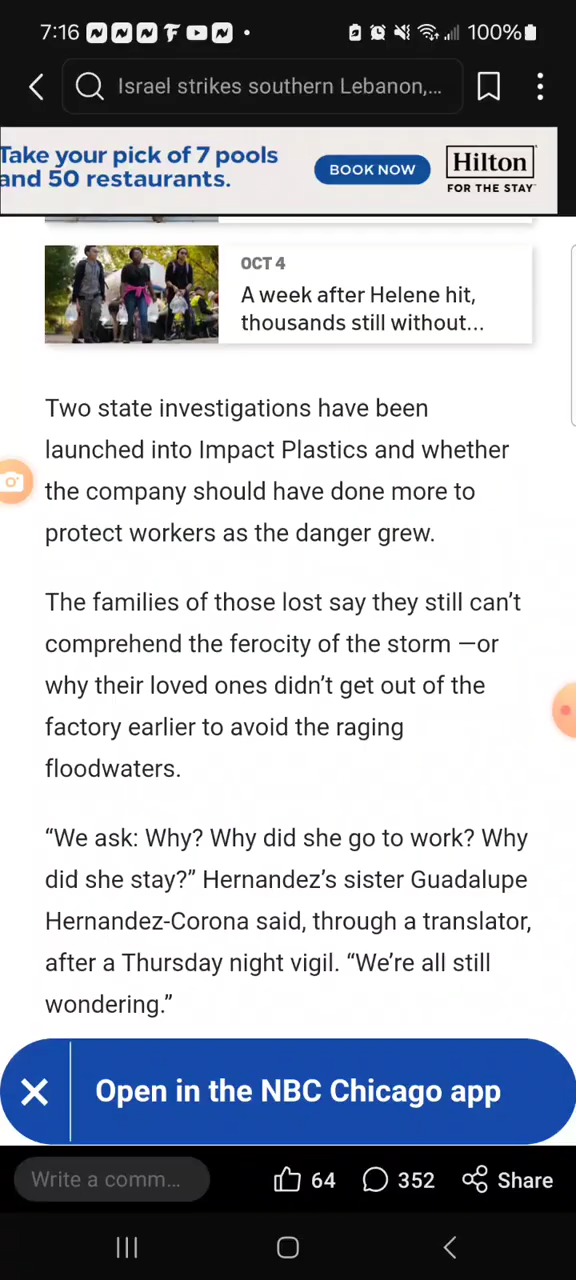 7:16
100%
Israel strikes southern Lebanon,...
Take your pick of 7 pools
and 50 restaurants.
BOOK NOW
Hilton
FOR THE STAY
OCT 4
A week after Helene hit,
thousands still without...
Two state investigations have been
launched into Impact Plastics and whether
the company should have done more to
protect workers as the danger grew.
The families of those lost say they still can’t
comprehend the ferocity of the storm —or
why their loved ones didn’t get out of the
factory earlier to avoid the raging
floodwaters.
“We ask: Why? Why did she go to work? Why
did she stay?” Hernandez’s sister Guadalupe
Hernandez-Corona said, through a translator,
after a Thursday night vigil. “We’re all still
wondering.”
Open in the NBC Chicago app
Write a comm...
64
352
Share